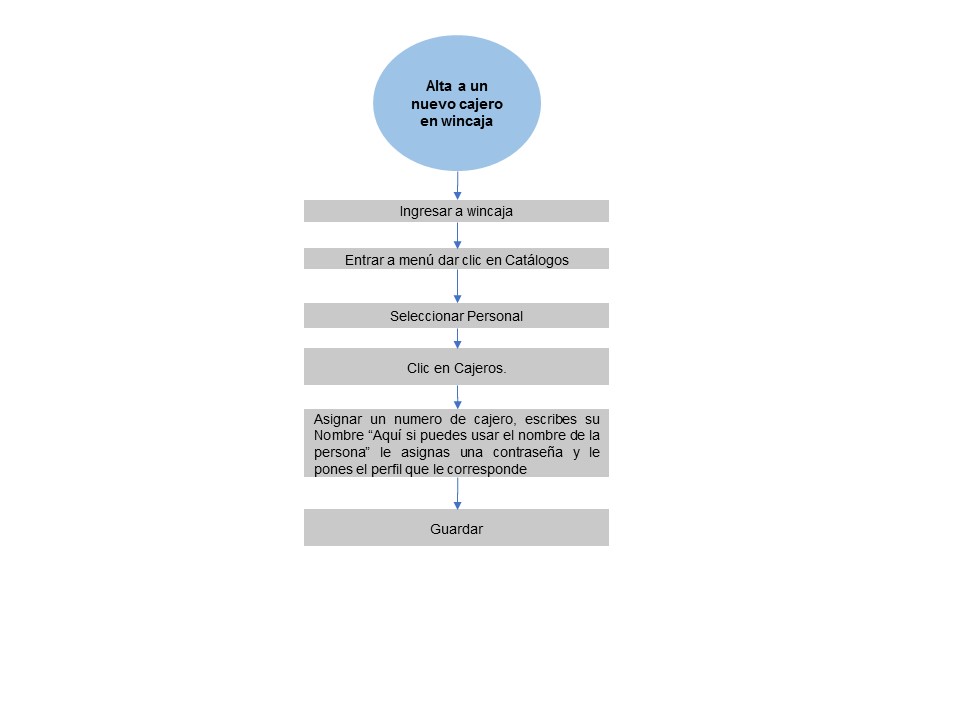 Alta a un
nuevo cajero
en wincaja
Ingresar a wincaja
Entrar a menú dar clic en Catálogos
Seleccionar Personal
Clic en Cajeros.
Asignar un numero de cajero, escribes su
Nombre “Aquí si puedes usar el nombre de la
persona” le asignas una contraseña y le
pones el perfil que le corresponde
Guardar